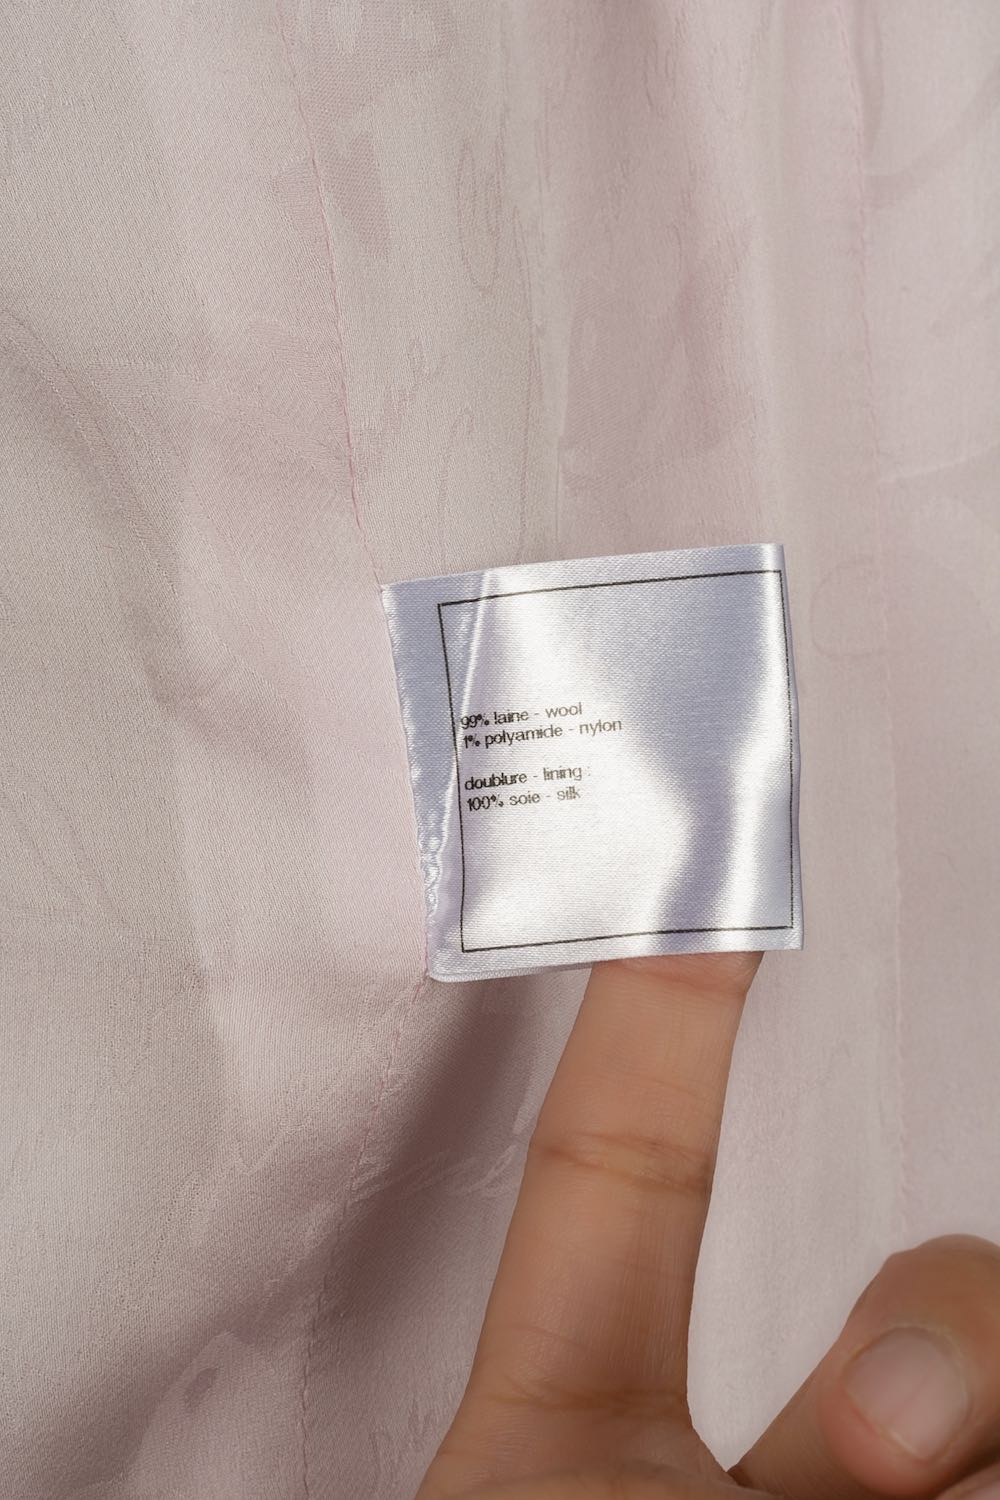 99% laine - wool
1% polyamide - nylon
doublure - lining :
100% soie - silk